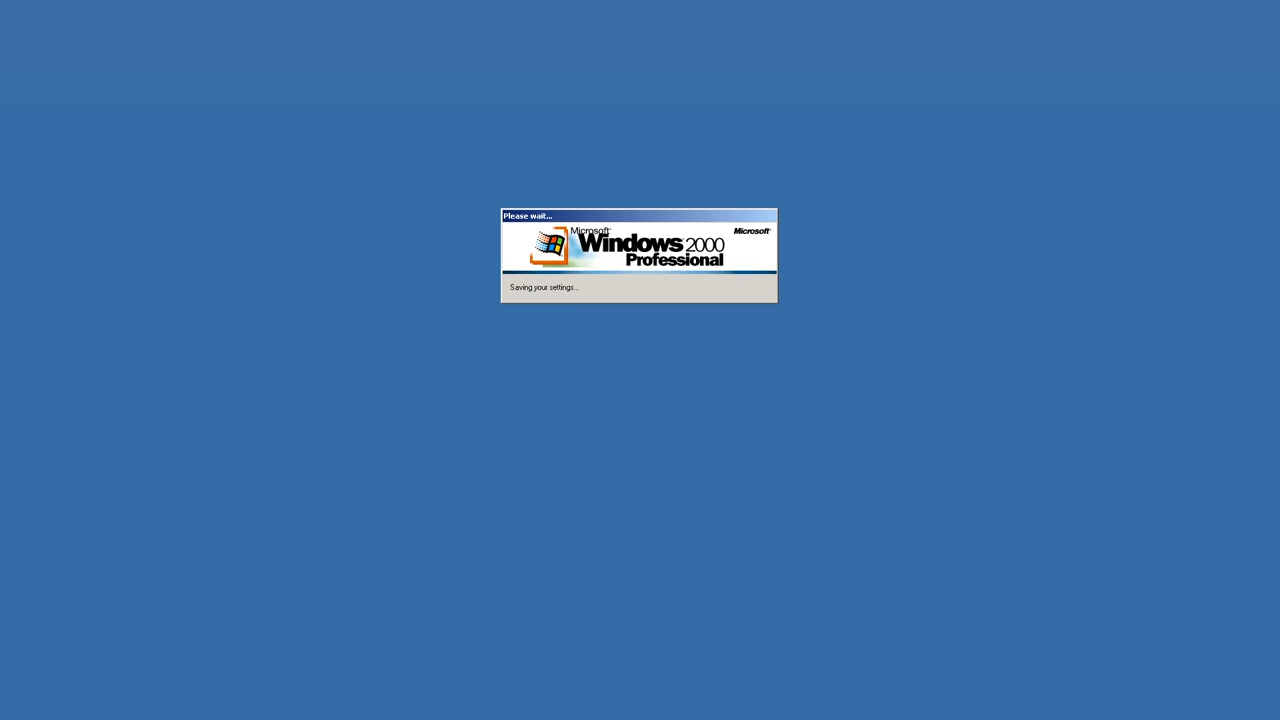 Please wait...
Microsoft®
Windows 2000
Professional
Microsoft®
Saving your settings...